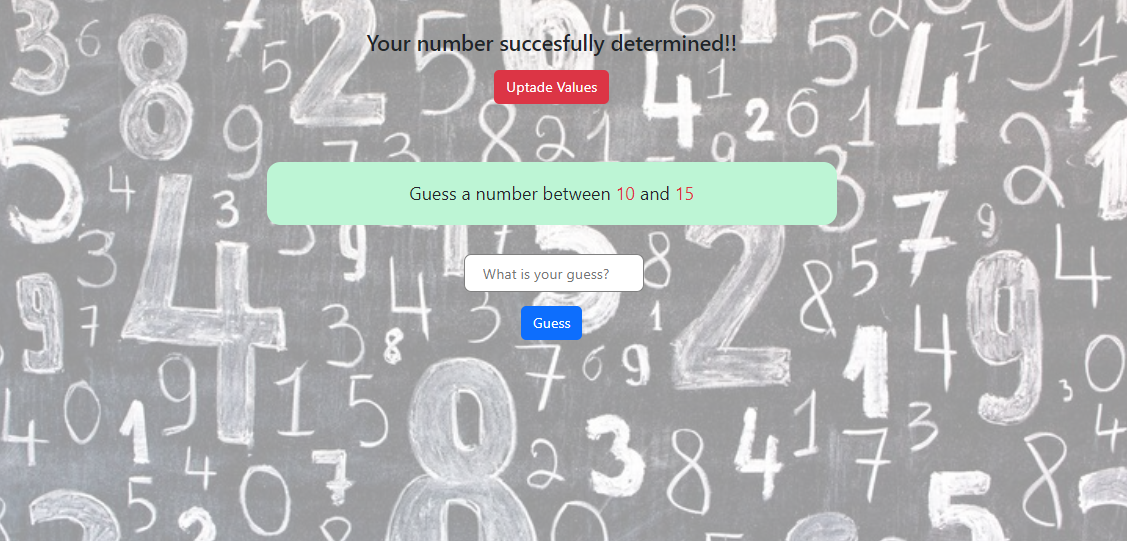 Your number succesfully determined!!
Uptade Values
Guess a number between 10 and 15
What is your guess?
Guess